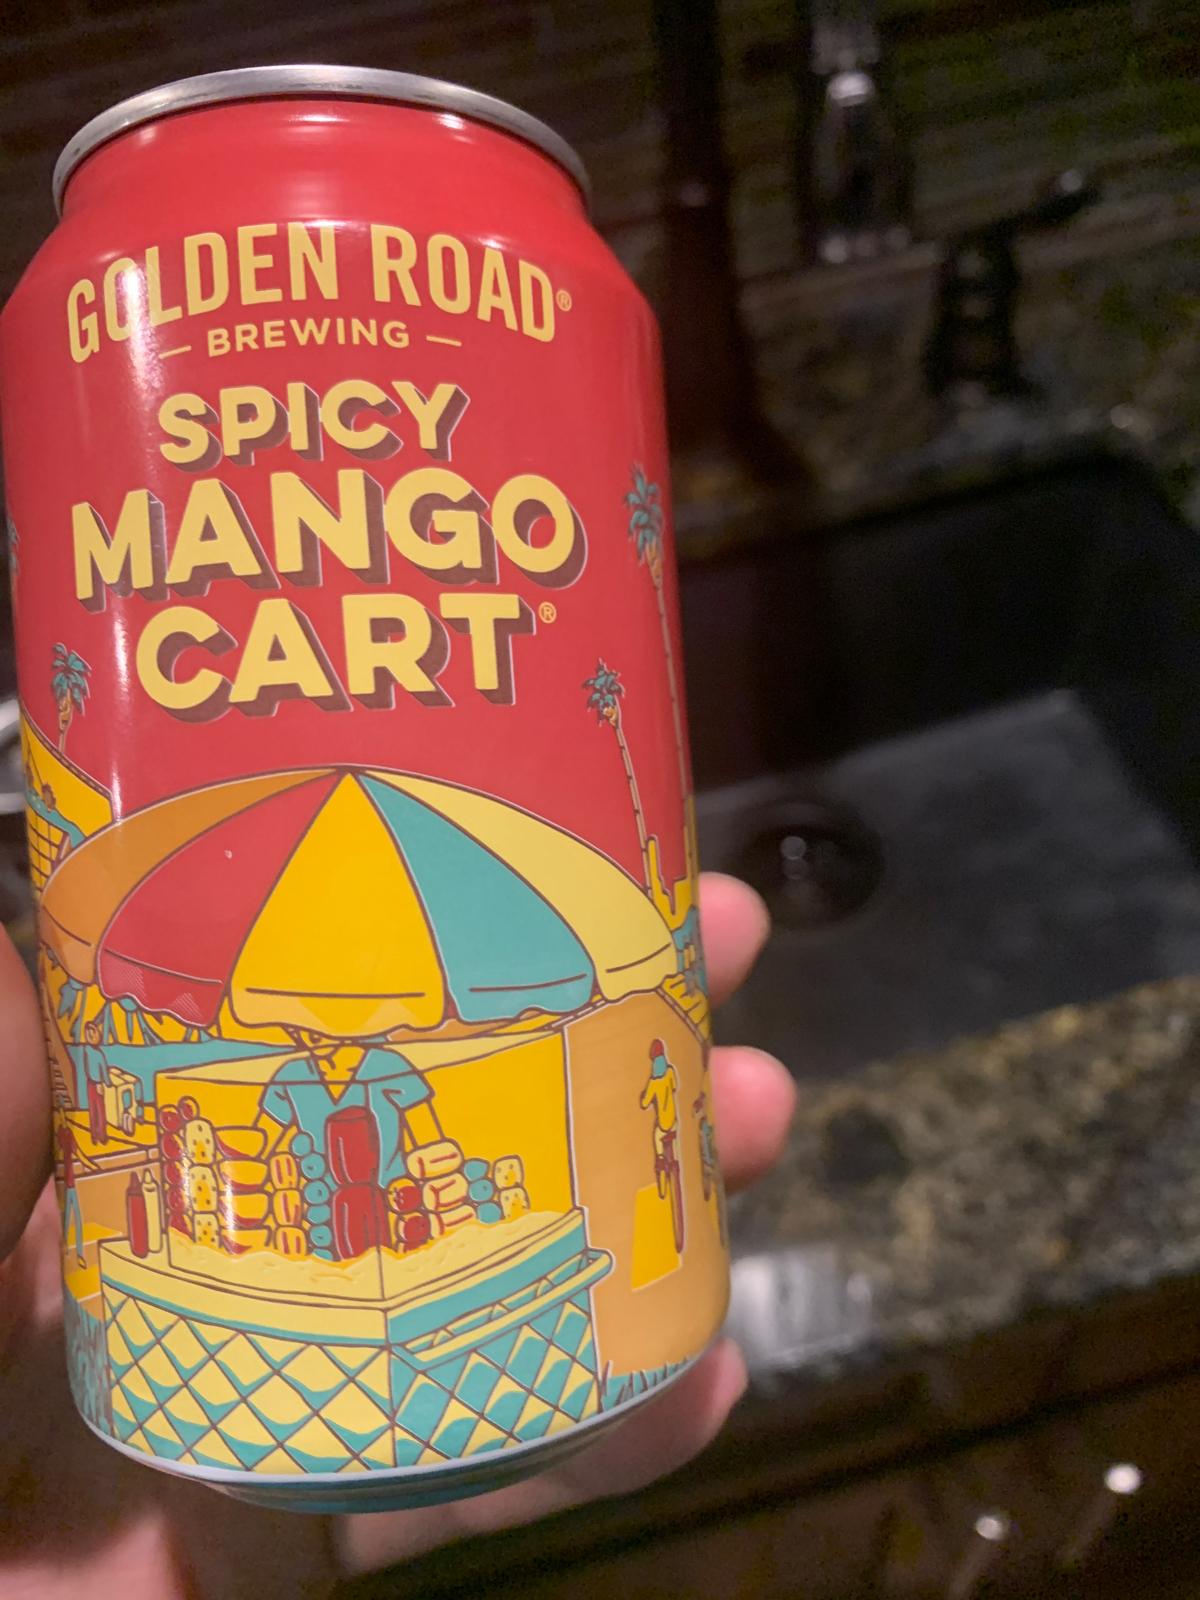 GOLDEN ROAD®
— BREWING —
SPICY
MANGO
CART®